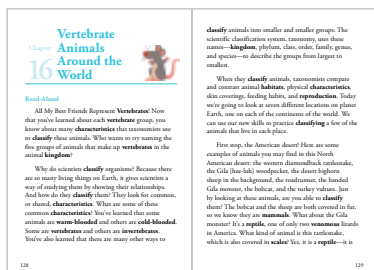 Chapter
16
Vertebrate
Animals
Around the
World
Read-Aloud
All My Best Friends Represent Vertebrates! Now
that you've learned about each vertebrate group, you
know about many characteristics that taxonomists use
to classify these animals. Who wants to try naming the
five groups of animals that make up vertebrates in the
animal kingdom?
Why do scientists classify organisms? Because there
are so many living things on Earth, it gives scientists a
way of studying them by showing their relationships.
And how do they classify them? They look for common,
or shared, characteristics. What are some of these
common characteristics? You've learned that some
animals are warm-blooded and others are cold-blooded.
Some are vertebrates and others are invertebrates.
You've also learned that there are many other ways to
128
classify animals into smaller and smaller groups. The
scientific classification system, taxonomy, uses these
names—kingdom, phylum, class, order, family, genus,
and species—to describe the groups from largest to
smallest.
When they classify animals, taxonomists compare
and contrast animal habitats, physical characteristics,
skin coverings, feeding habits, and reproduction. Today
we're going to look at seven different locations on planet
Earth, one on each of the continents of the world. We
can use our new skills to practice classifying a few of the
animals that live in each place.
First stop, the American desert! Here are some
examples of animals you may find in this North
American desert: the western diamondback rattlesnake,
the Gila [hee-luh] woodpecker, the desert bighorn
sheep in the background, the roadrunner, the banded
Gila monster, the bobcat, and the turkey vulture. Just
by looking at these animals, are you able to classify
them? The bobcat and the sheep are both covered in fur,
so we know they are mammals. What about the Gila
monster? It's a reptile, one of only two venomous lizards
in America. What kind of animal is this rattlesnake,
which is also covered in scales? Yes, it is a reptile—it is
129